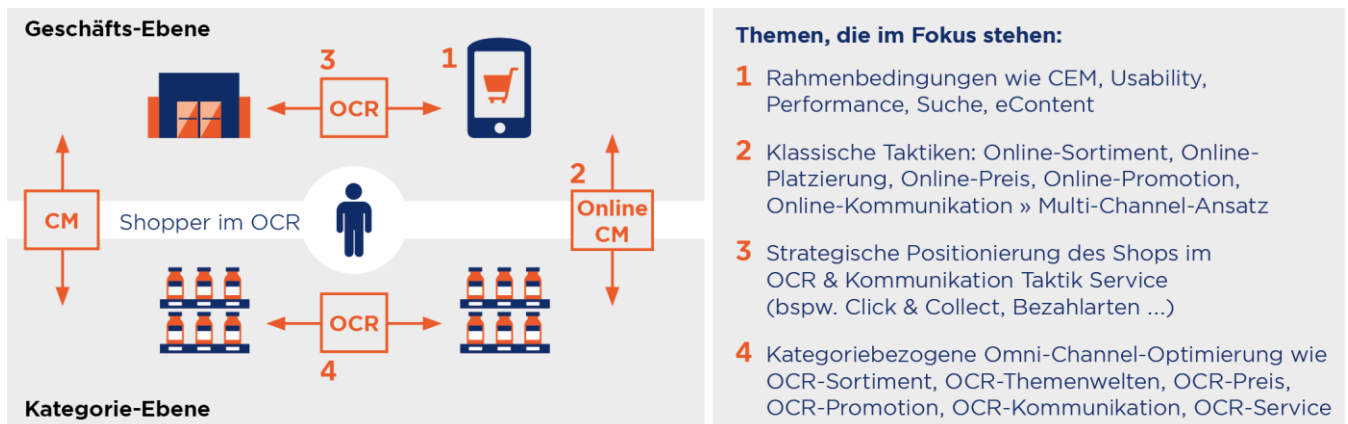 Geschäfts-Ebene
3
1
OCR
2
CM
Shopper im OCR
Online
CM
OCR
4
Kategorie-Ebene
Themen, die im Fokus stehen:
1 Rahmenbedingungen wie CEM, Usability,
Performance, Suche, eContent
2 Klassische Taktiken: Online-Sortiment, Online-
Platzierung, Online-Preis, Online-Promotion,
Online-Kommunikation » Multi-Channel-Ansatz
3 Strategische Positionierung des Shops im
OCR & Kommunikation Taktik Service
(bspw. Click & Collect, Bezahlarten ...)
4 Kategoriebezogene Omni-Channel-Optimierung wie
OCR-Sortiment, OCR-Themenwelten, OCR-Preis,
OCR-Promotion, OCR-Kommunikation, OCR-Service